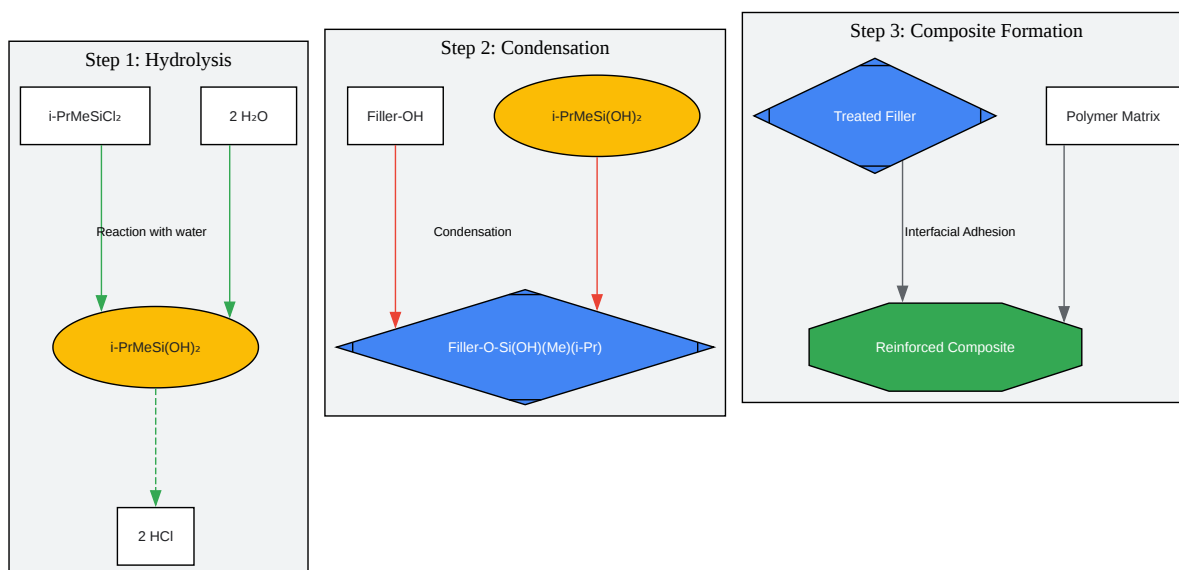 Step 1: Hydrolysis
i-PrMeSiCl₂
2 H₂O
Reaction with water
i-PrMeSi(OH)₂
2 HCl
Step 2: Condensation
Filler-OH
i-PrMeSi(OH)₂
Condensation
Filler-O-Si(OH)(Me)(i-Pr)
Step 3: Composite Formation
Treated Filler
Polymer Matrix
Interfacial Adhesion
Reinforced Composite